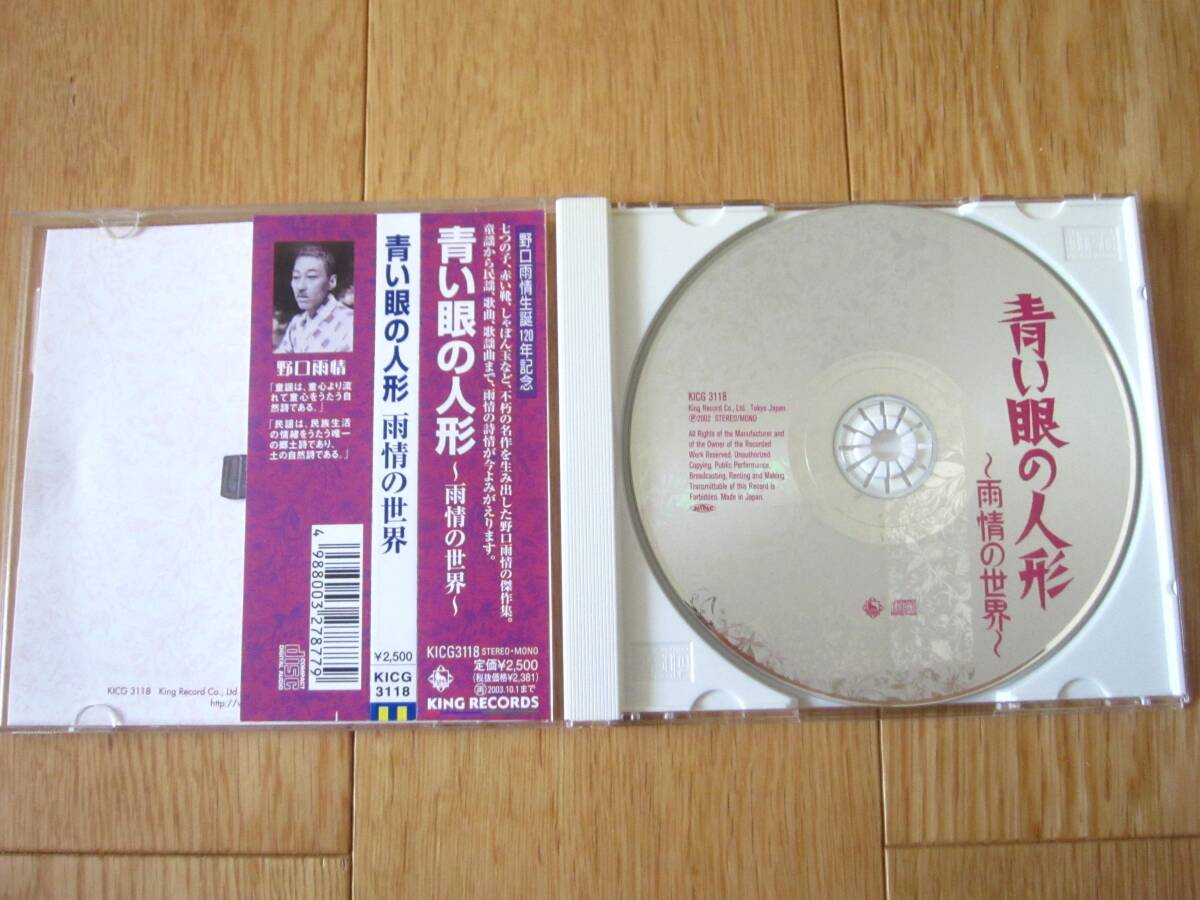 野口雨情生誕120年記念
七つの子、赤い靴、しゃぼん玉など、不朽の名作を生み出した野口雨情の傑作集。
童謡から民謡、歌曲、歌謡曲まで、雨情の詩情が今よみがえります。
青い眼の人形
～雨情の世界～
KICG3118 STEREO・MONO
定価¥2,500
(税抜価格¥2,381)
再 2003.10.1まで
KING RECORDS
青い眼の人形 雨情の世界
¥2,500
KICG
3118
野口雨情
「童謡は、童心より流
れて童心をうたう自
然詩である。」
「民謡は、民族生活
の情緒をうたう唯一
の郷土詩であり、
土の自然詩である。」
4 988003 278779
COMPACT
disc
DIGITAL AUDIO
KICG 3118 King Record Co., Ltd
http://w
青い眼の人形
～雨情の世界～
KICG 3118
King Record Co., Ltd. Tokyo Japan.
Ⓟ2002 STEREO/MONO
All Rights of the Manufacturer and
of the Owner of the Recorded
Work Reserved. Unauthorized
Copying, Public Performance,
Broadcasting, Renting and Making
Transmittable of this Record is
Forbidden. Made in Japan.